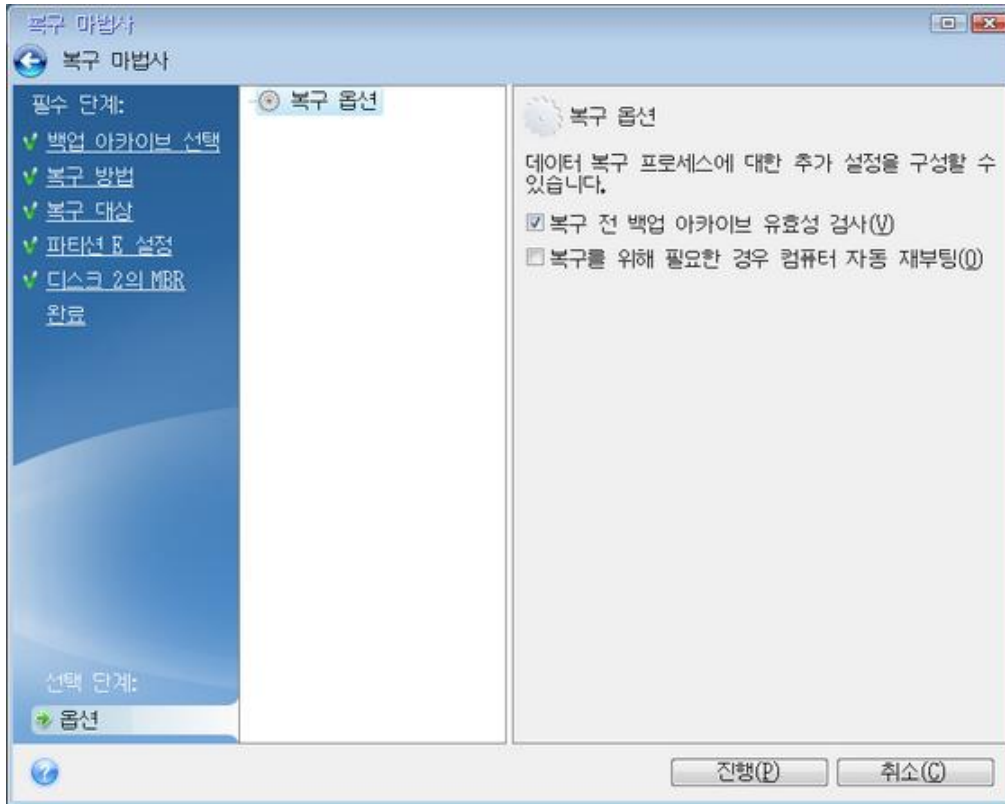 복구 마법사
복구 마법사
필수 단계:
백업 아카이브 선택
복구 방법
복구 대상
파티션 E 설정
디스크 2의 MBR
완료
선택 단계:
옵션
복구 옵션
복구 옵션
데이터 복구 프로세스에 대한 추가 설정을 구성할 수
있습니다.
복구 전 백업 아카이브 유효성 검사(V)
복구를 위해 필요한 경우 컴퓨터 자동 재부팅(O)
진행(P)
취소(C)